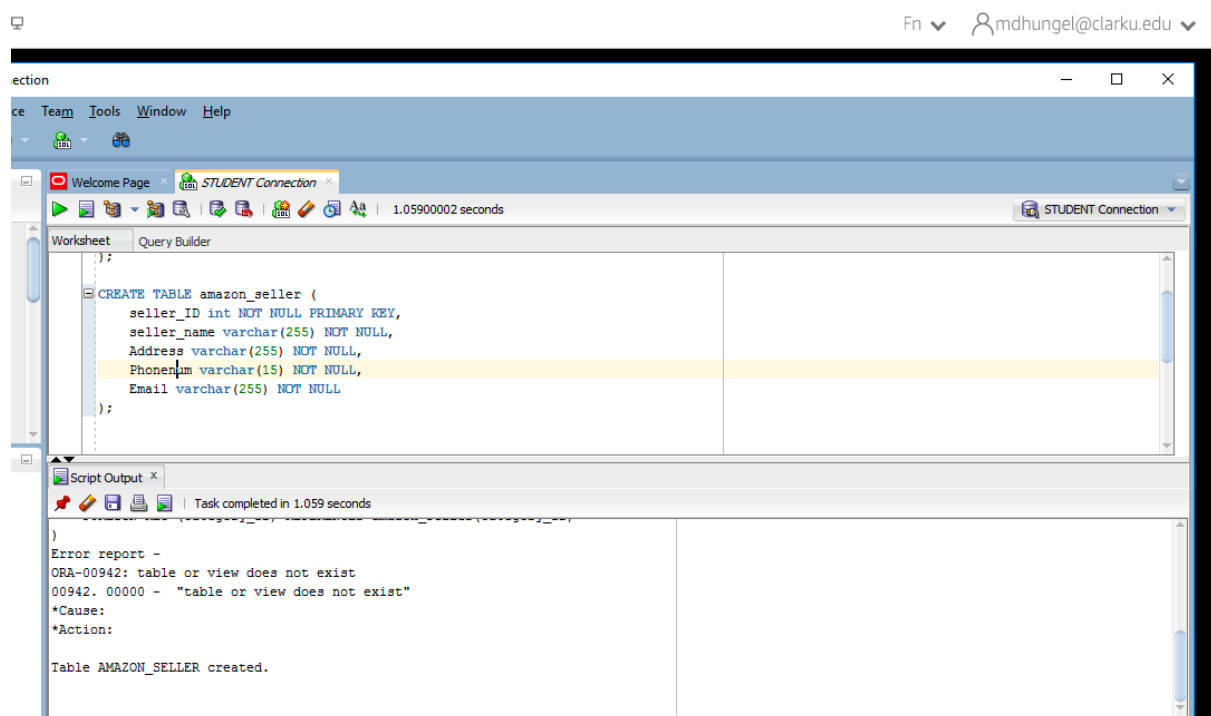 Fn mdhungel@clarku.edu
ection
ce Team Tools Window Help
SQL
Welcome Page STUDENT Connection
1.05900002 seconds STUDENT Connection
Worksheet Query Builder
);
CREATE TABLE amazon_seller (
seller_ID int NOT NULL PRIMARY KEY,
seller_name varchar(255) NOT NULL,
Address varchar(255) NOT NULL,
Phonenum varchar(15) NOT NULL,
Email varchar(255) NOT NULL
);
Script Output
Task completed in 1.059 seconds
)
Error report -
ORA-00942: table or view does not exist
00942. 00000 - "table or view does not exist"
*Cause:
*Action:
Table AMAZON_SELLER created.